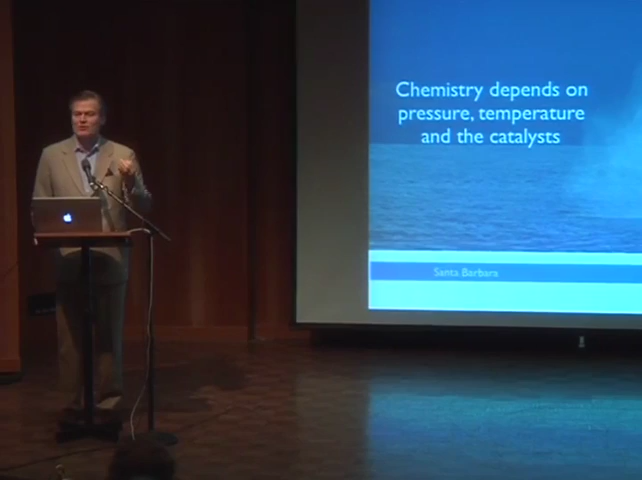 Chemistry depends on
pressure, temperature
and the catalysts
Santa Barbara